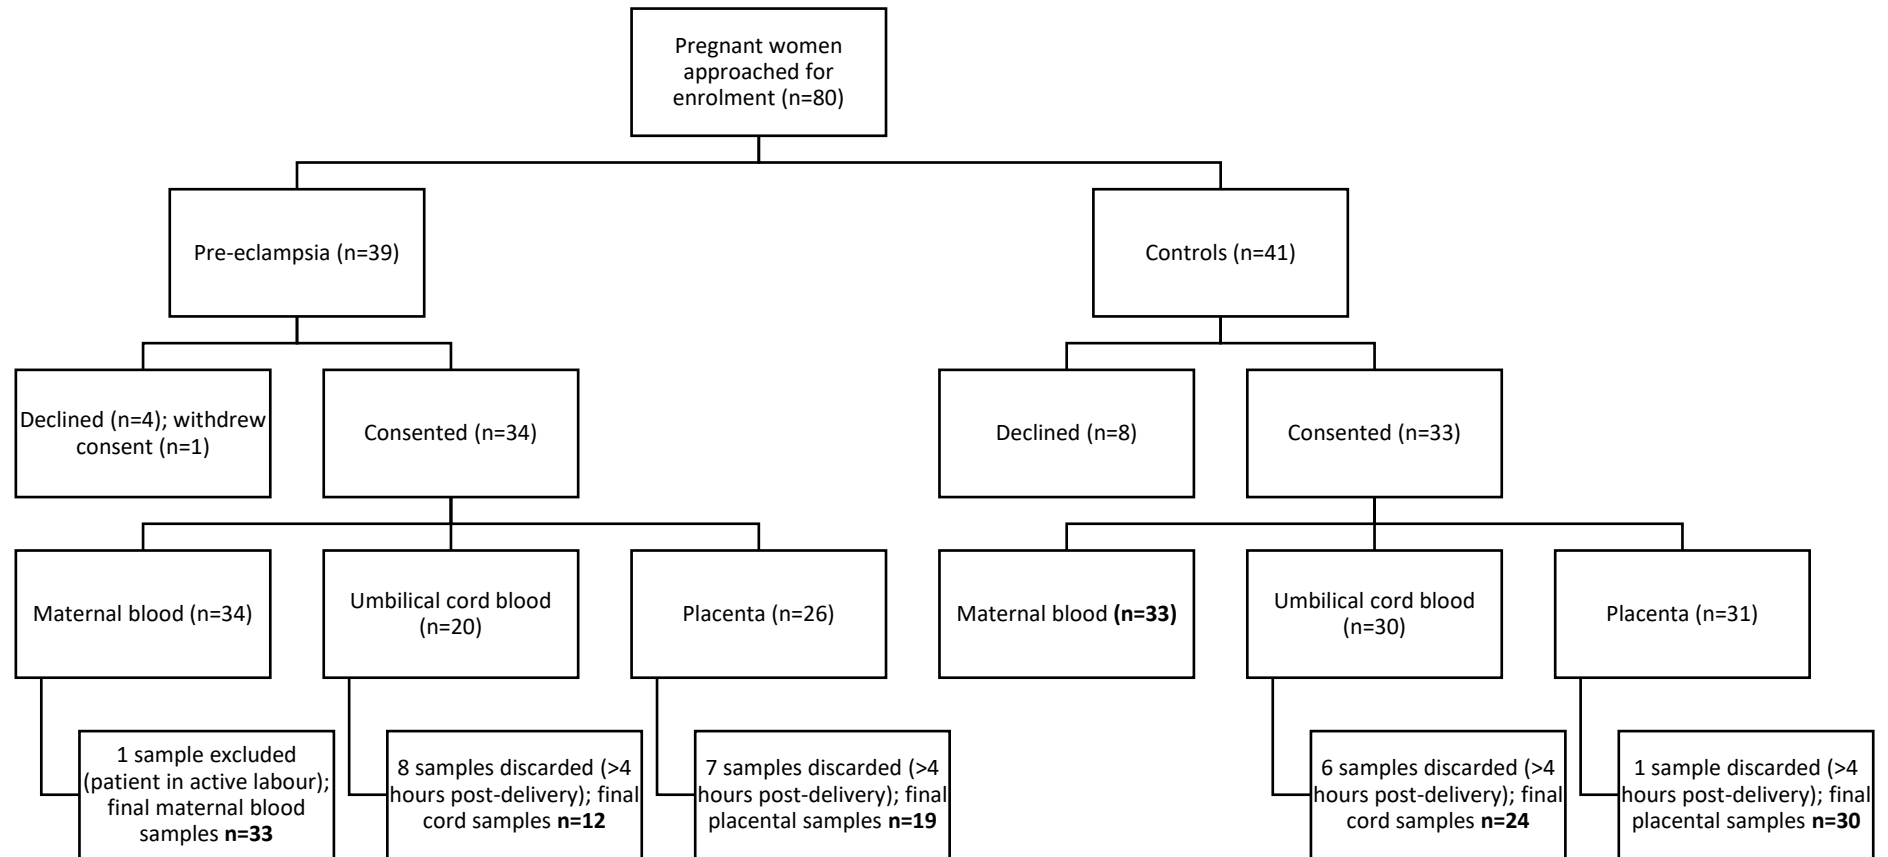 Pregnant women
approached for
enrolment (n=80)
Pre-eclampsia (n=39)
Controls (n=41)
Declined (n=4); withdrew
consent (n=1)
Consented (n=34)
Declined (n=8)
Consented (n=33)
Maternal blood (n=34)
Umbilical cord blood
(n=20)
Placenta (n=26)
Maternal blood (n=33)
Umbilical cord blood
(n=30)
Placenta (n=31)
1 sample excluded
(patient in active labour);
final maternal blood
samples n=33
8 samples discarded (>4
hours post-delivery); final
cord samples n=12
7 samples discarded (>4
hours post-delivery); final
placental samples n=19
6 samples discarded (>4
hours post-delivery); final
cord samples n=24
1 sample discarded (>4
hours post-delivery); final
placental samples n=30